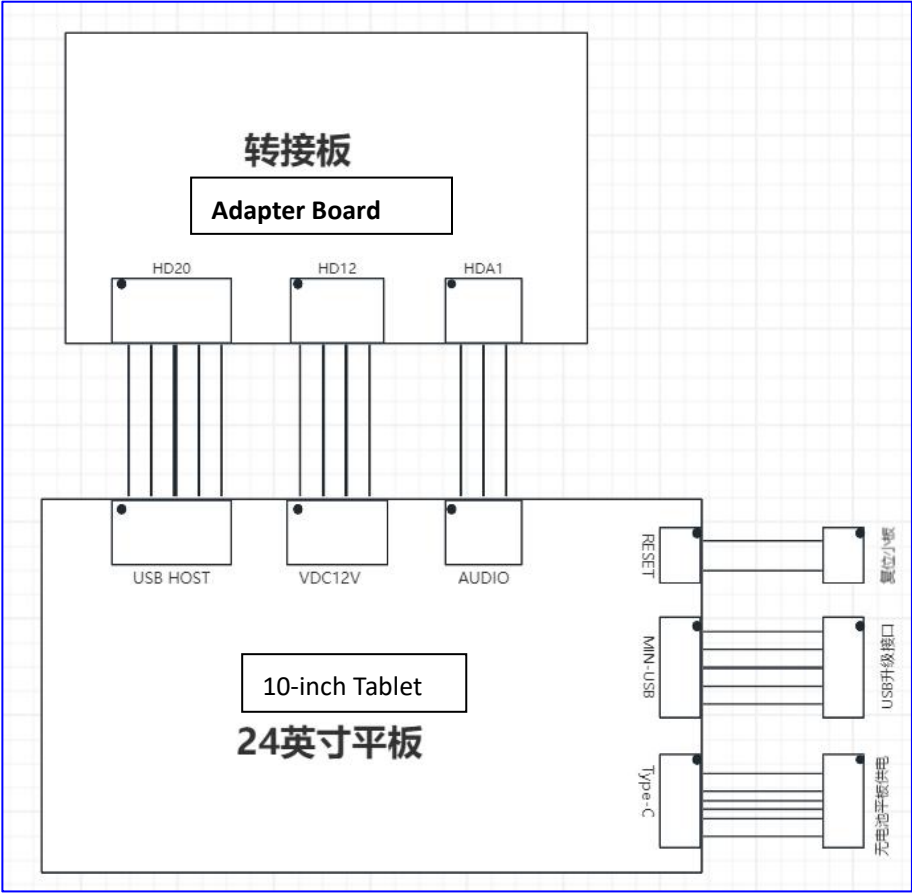 转接板
Adapter Board
HD20
HD12
HDA1
USB HOST
VDC12V
AUDIO
RESET
复位小板
MIN-USB
USB升级接口
10-inch Tablet
24英寸平板
Type-C
无电池平板供电